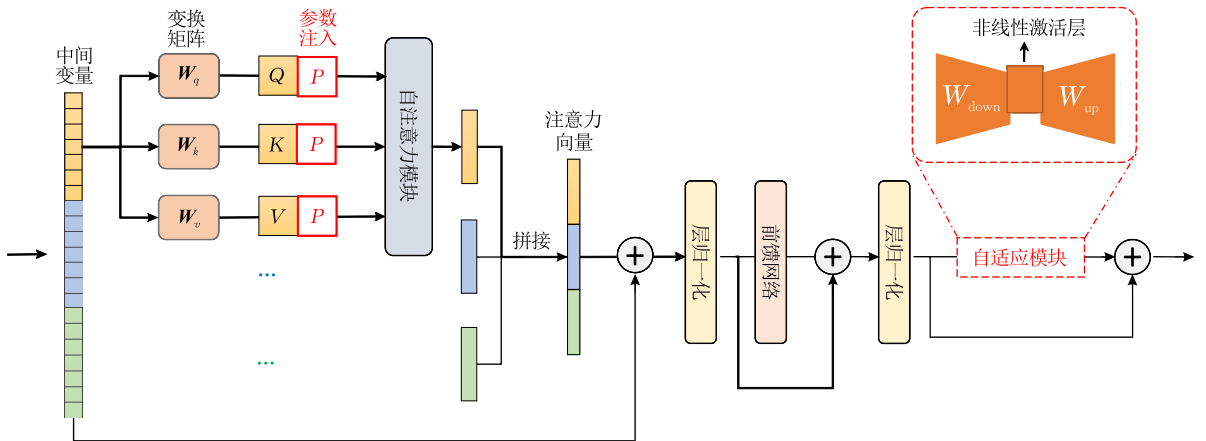 中间
变量
变换
矩阵
参数
注入
W_q
Q
P
W_k
K
P
W_v
V
P
...
...
自注意力模块
拼接
注意力
向量
层归一化
前馈网络
层归一化
非线性激活层
W_down
W_up
自适应模块